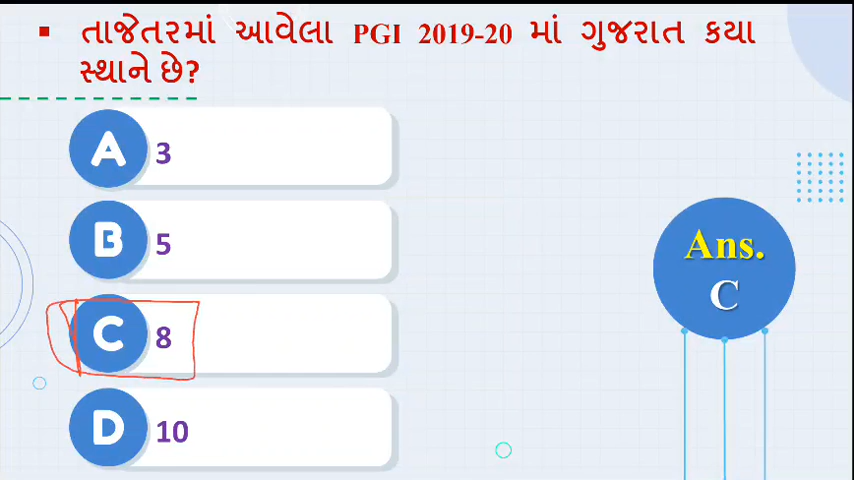 ▪ તાજેતરમાં આવેલા PGI 2019-20 માં ગુજરાત કયા
સ્થાને છે?
A 3
B 5
C 8
D 10
Ans.
C